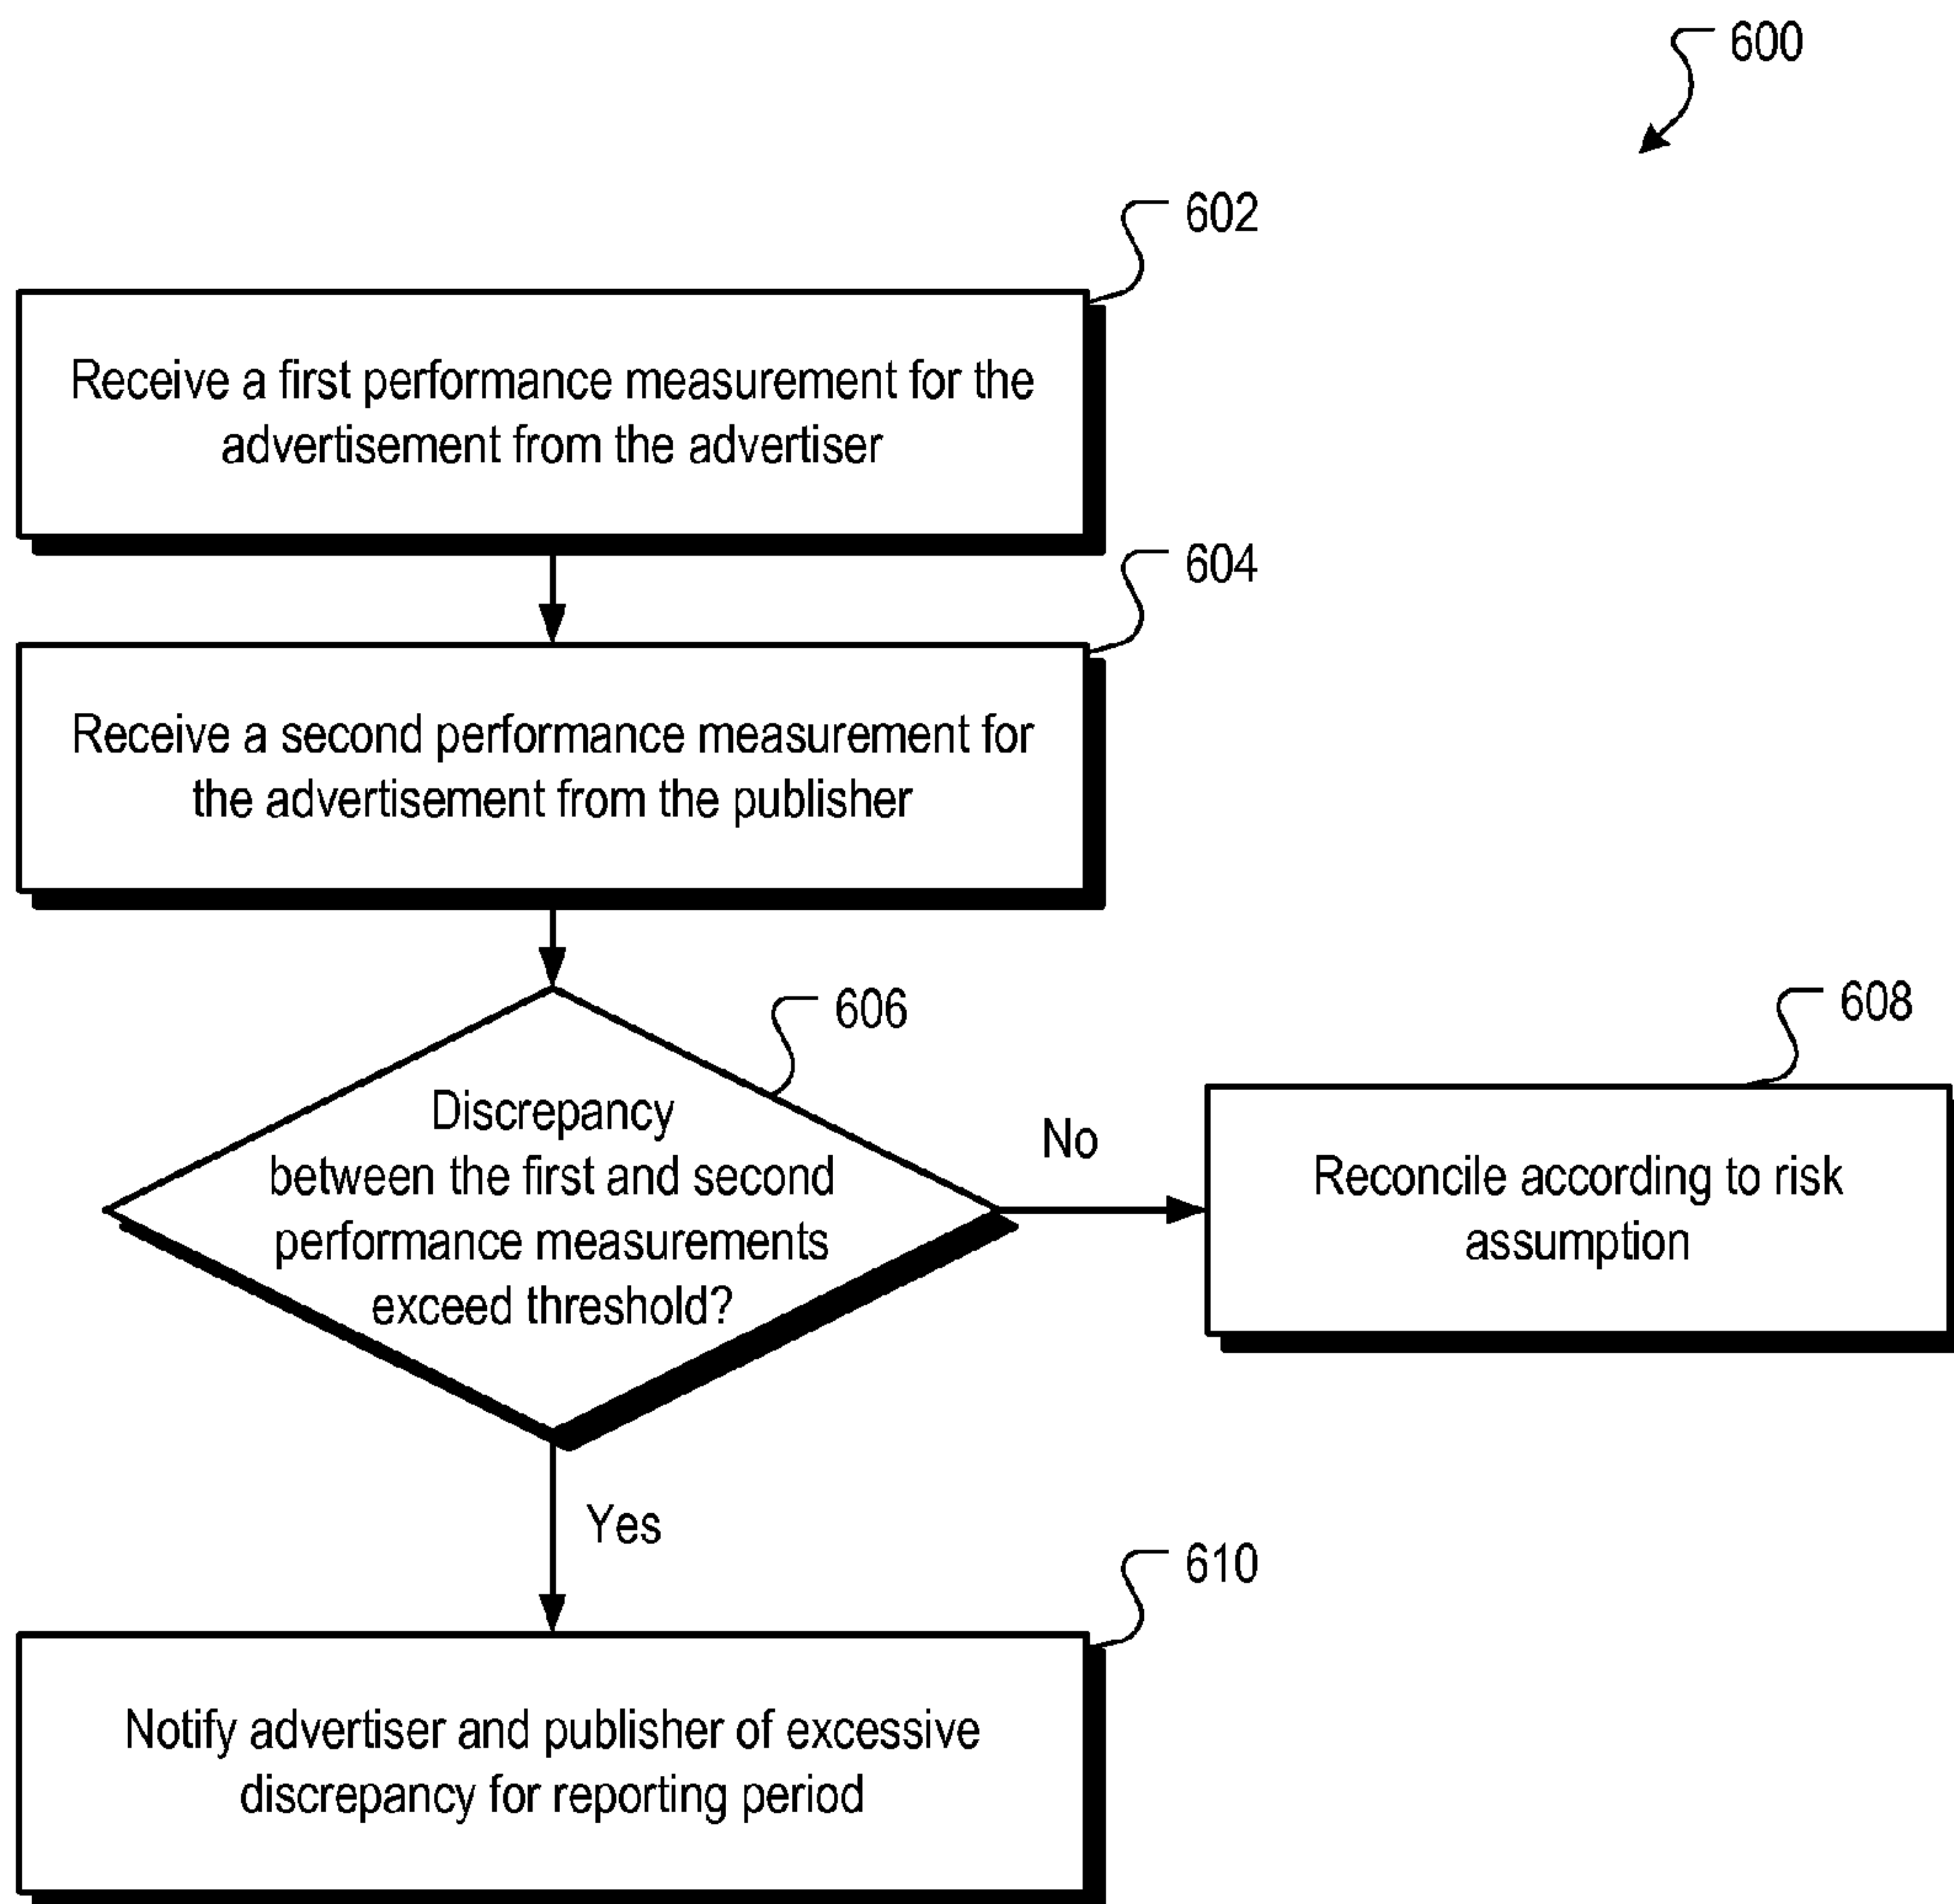 600
602
Receive a first performance measurement for the
advertisement from the advertiser
604
Receive a second performance measurement for
the advertisement from the publisher
606
Discrepancy
between the first and second
performance measurements
exceed threshold?
No
608
Reconcile according to risk
assumption
Yes
610
Notify advertiser and publisher of excessive
discrepancy for reporting period